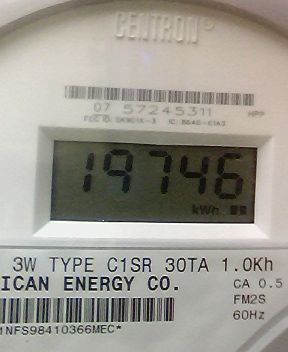 CENTRON®
07 57245311 HPP
19746
kWh
3W TYPE C1SR 30TA 1.0Kh
ICAN ENERGY CO. CA 0.5
FM2S
1NFS98410366MEC* 60Hz